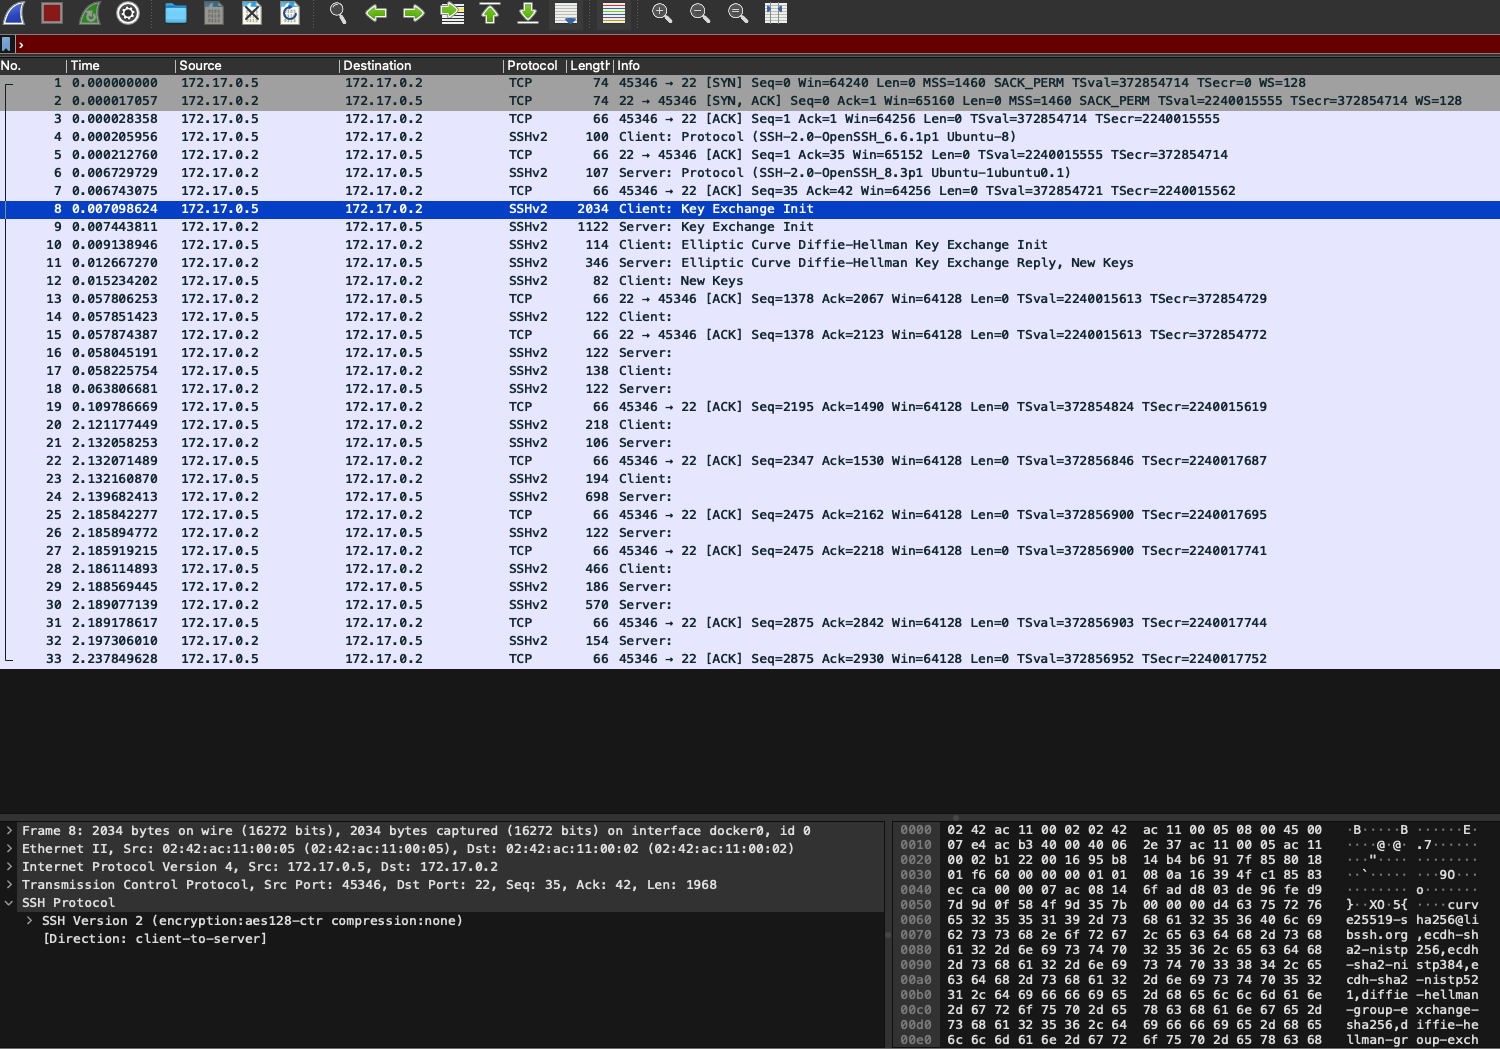 No. Time Source Destination Protocol Length Info
1 0.000000000 172.17.0.5 172.17.0.2 TCP 74 45346 → 22 [SYN] Seq=0 Win=64240 Len=0 MSS=1460 SACK_PERM TSval=372854714 TSecr=0 WS=128
2 0.000017057 172.17.0.2 172.17.0.5 TCP 74 22 → 45346 [SYN, ACK] Seq=0 Ack=1 Win=65160 Len=0 MSS=1460 SACK_PERM TSval=2240015555 TSecr=372854714 WS=128
3 0.000028358 172.17.0.5 172.17.0.2 TCP 66 45346 → 22 [ACK] Seq=1 Ack=1 Win=64256 Len=0 TSval=372854714 TSecr=2240015555
4 0.000205956 172.17.0.5 172.17.0.2 SSHv2 100 Client: Protocol (SSH-2.0-OpenSSH_6.6.1p1 Ubuntu-8)
5 0.000212760 172.17.0.2 172.17.0.5 TCP 66 22 → 45346 [ACK] Seq=1 Ack=35 Win=65152 Len=0 TSval=2240015555 TSecr=372854714
6 0.006729729 172.17.0.2 172.17.0.5 SSHv2 107 Server: Protocol (SSH-2.0-OpenSSH_8.3p1 Ubuntu-1ubuntu0.1)
7 0.006743075 172.17.0.5 172.17.0.2 TCP 66 45346 → 22 [ACK] Seq=35 Ack=42 Win=64256 Len=0 TSval=372854721 TSecr=2240015562
8 0.007098624 172.17.0.5 172.17.0.2 SSHv2 2034 Client: Key Exchange Init
9 0.007443811 172.17.0.2 172.17.0.5 SSHv2 1122 Server: Key Exchange Init
10 0.009138946 172.17.0.5 172.17.0.2 SSHv2 114 Client: Elliptic Curve Diffie-Hellman Key Exchange Init
11 0.012667270 172.17.0.2 172.17.0.5 SSHv2 346 Server: Elliptic Curve Diffie-Hellman Key Exchange Reply, New Keys
12 0.015234202 172.17.0.5 172.17.0.2 SSHv2 82 Client: New Keys
13 0.057806253 172.17.0.2 172.17.0.5 TCP 66 22 → 45346 [ACK] Seq=1378 Ack=2067 Win=64128 Len=0 TSval=2240015613 TSecr=372854729
14 0.057851423 172.17.0.5 172.17.0.2 SSHv2 122 Client:
15 0.057874387 172.17.0.2 172.17.0.5 TCP 66 22 → 45346 [ACK] Seq=1378 Ack=2123 Win=64128 Len=0 TSval=2240015613 TSecr=372854772
16 0.058045191 172.17.0.2 172.17.0.5 SSHv2 122 Server:
17 0.058225754 172.17.0.5 172.17.0.2 SSHv2 138 Client:
18 0.063806681 172.17.0.2 172.17.0.5 SSHv2 122 Server:
19 0.109786669 172.17.0.5 172.17.0.2 TCP 66 45346 → 22 [ACK] Seq=2195 Ack=1490 Win=64128 Len=0 TSval=372854824 TSecr=2240015619
20 2.121177449 172.17.0.5 172.17.0.2 SSHv2 218 Client:
21 2.132058253 172.17.0.2 172.17.0.5 SSHv2 106 Server:
22 2.132071489 172.17.0.5 172.17.0.2 TCP 66 45346 → 22 [ACK] Seq=2347 Ack=1530 Win=64128 Len=0 TSval=372856846 TSecr=2240017687
23 2.132160870 172.17.0.5 172.17.0.2 SSHv2 194 Client:
24 2.139682413 172.17.0.2 172.17.0.5 SSHv2 698 Server:
25 2.185842277 172.17.0.5 172.17.0.2 TCP 66 45346 → 22 [ACK] Seq=2475 Ack=2162 Win=64128 Len=0 TSval=372856900 TSecr=2240017695
26 2.185894772 172.17.0.2 172.17.0.5 SSHv2 122 Server:
27 2.185919215 172.17.0.5 172.17.0.2 TCP 66 45346 → 22 [ACK] Seq=2475 Ack=2218 Win=64128 Len=0 TSval=372856900 TSecr=2240017741
28 2.186114893 172.17.0.5 172.17.0.2 SSHv2 466 Client:
29 2.188569445 172.17.0.2 172.17.0.5 SSHv2 186 Server:
30 2.189077139 172.17.0.2 172.17.0.5 SSHv2 570 Server:
31 2.189178617 172.17.0.5 172.17.0.2 TCP 66 45346 → 22 [ACK] Seq=2875 Ack=2842 Win=64128 Len=0 TSval=372856903 TSecr=2240017744
32 2.197306010 172.17.0.2 172.17.0.5 SSHv2 154 Server:
33 2.237849628 172.17.0.5 172.17.0.2 TCP 66 45346 → 22 [ACK] Seq=2875 Ack=2930 Win=64128 Len=0 TSval=372856952 TSecr=2240017752
Frame 8: 2034 bytes on wire (16272 bits), 2034 bytes captured (16272 bits) on interface docker0, id 0
Ethernet II, Src: 02:42:ac:11:00:05 (02:42:ac:11:00:05), Dst: 02:42:ac:11:00:02 (02:42:ac:11:00:02)
Internet Protocol Version 4, Src: 172.17.0.5, Dst: 172.17.0.2
Transmission Control Protocol, Src Port: 45346, Dst Port: 22, Seq: 35, Ack: 42, Len: 1968
SSH Protocol
SSH Version 2 (encryption:aes128-ctr compression:none)
[Direction: client-to-server]
0000 02 42 ac 11 00 02 02 42 ac 11 00 05 08 00 45 00 ·B·····B ······E·
0010 07 e4 ac b3 40 00 40 06 2e 37 ac 11 00 05 ac 11 ····@·@· .7······
0020 00 02 b1 22 00 16 95 b8 14 b4 b6 91 7f 85 80 18 ···"···· ········
0030 01 f6 60 00 00 00 01 01 08 0a 16 39 4f c1 85 83 ··`····· ···9O···
0040 ec ca 00 00 07 ac 08 14 6f ad d8 03 de 96 fe d9 ········ o·······
0050 7d 9d 0f 58 4f 9d 35 7b 00 00 00 d4 63 75 72 76 }··XO·5{ ····curv
0060 65 32 35 35 31 39 2d 73 68 61 32 35 36 40 6c 69 e25519-s ha256@li
0070 62 73 73 68 2e 6f 72 67 2c 65 63 64 68 2d 73 68 bssh.org ,ecdh-sh
0080 61 32 2d 6e 69 73 74 70 32 35 36 2c 65 63 64 68 a2-nistp 256,ecdh
0090 2d 73 68 61 32 2d 6e 69 73 74 70 33 38 34 2c 65 -sha2-ni stp384,e
00a0 63 64 68 2d 73 68 61 32 2d 6e 69 73 74 70 35 32 cdh-sha2 -nistp52
00b0 31 2c 64 69 66 66 69 65 2d 68 65 6c 6c 6d 61 6e 1,diffie -hellman
00c0 2d 67 72 6f 75 70 2d 65 78 63 68 61 6e 67 65 2d -group-e xchange-
00d0 73 68 61 32 35 36 2c 64 69 66 66 69 65 2d 68 65 sha256,d iffie-he
00e0 6c 6c 6d 61 6e 2d 67 72 6f 75 70 2d 65 78 63 68 llman-gr oup-exch